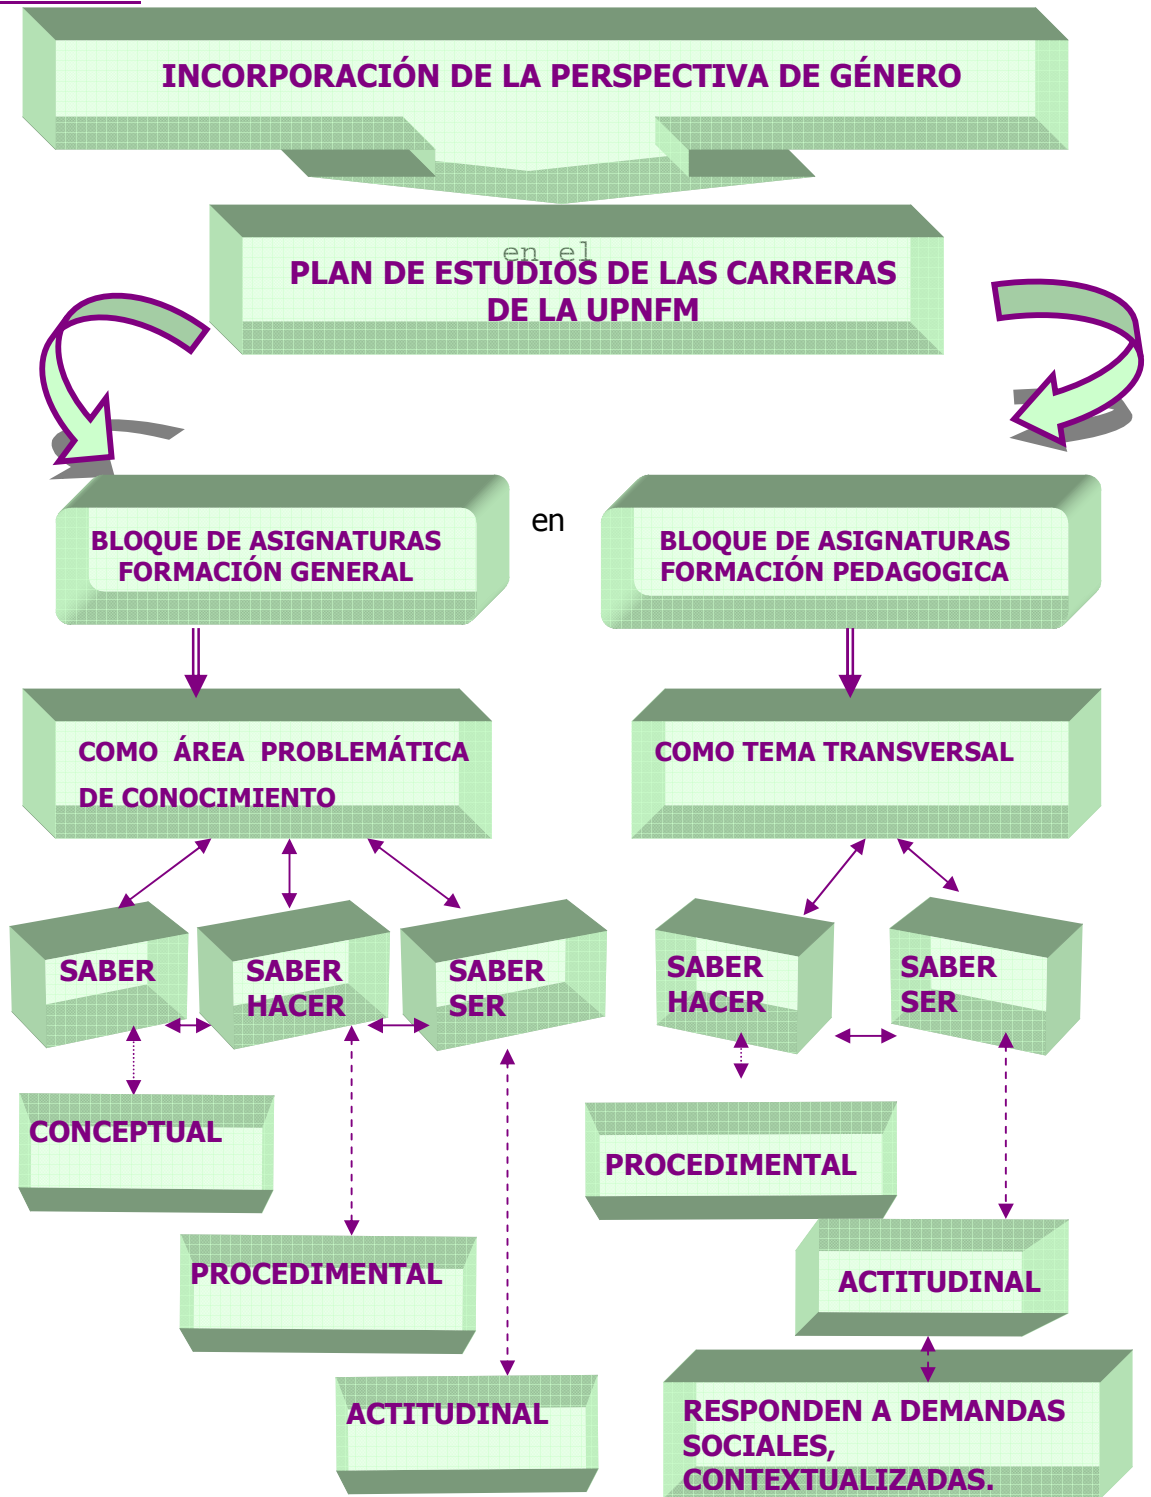 INCORPORACIÓN DE LA PERSPECTIVA DE GÉNERO
en el
PLAN DE ESTUDIOS DE LAS CARRERAS
DE LA UPNFM
BLOQUE DE ASIGNATURAS
FORMACIÓN GENERAL
en
BLOQUE DE ASIGNATURAS
FORMACIÓN PEDAGOGICA
COMO ÁREA PROBLEMÁTICA
DE CONOCIMIENTO
COMO TEMA TRANSVERSAL
SABER
SABER
HACER
SABER
SER
SABER
HACER
SABER
SER
CONCEPTUAL
PROCEDIMENTAL
ACTITUDINAL
PROCEDIMENTAL
ACTITUDINAL
RESPONDEN A DEMANDAS
SOCIALES,
CONTEXTUALIZADAS.